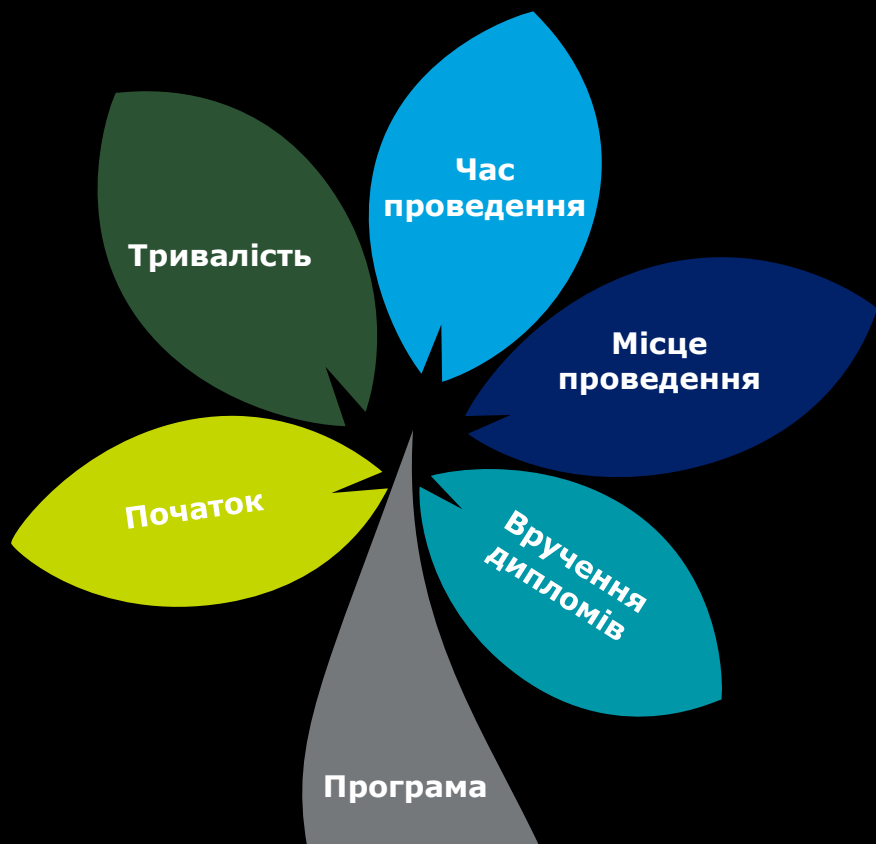 Час
проведення
Тривалість
Місце
проведення
Початок
Вручення
дипломів
Програма